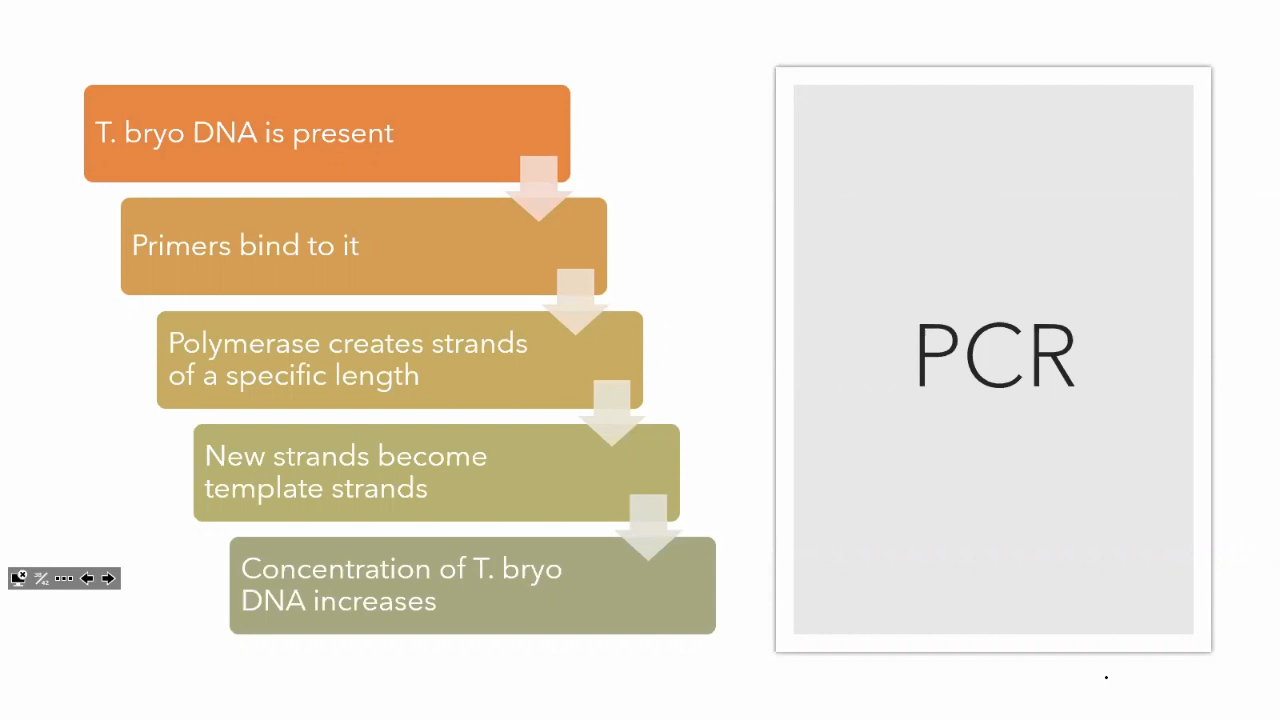 T. bryo DNA is present
Primers bind to it
Polymerase creates strands
of a specific length
New strands become
template strands
Concentration of T. bryo
DNA increases
PCR